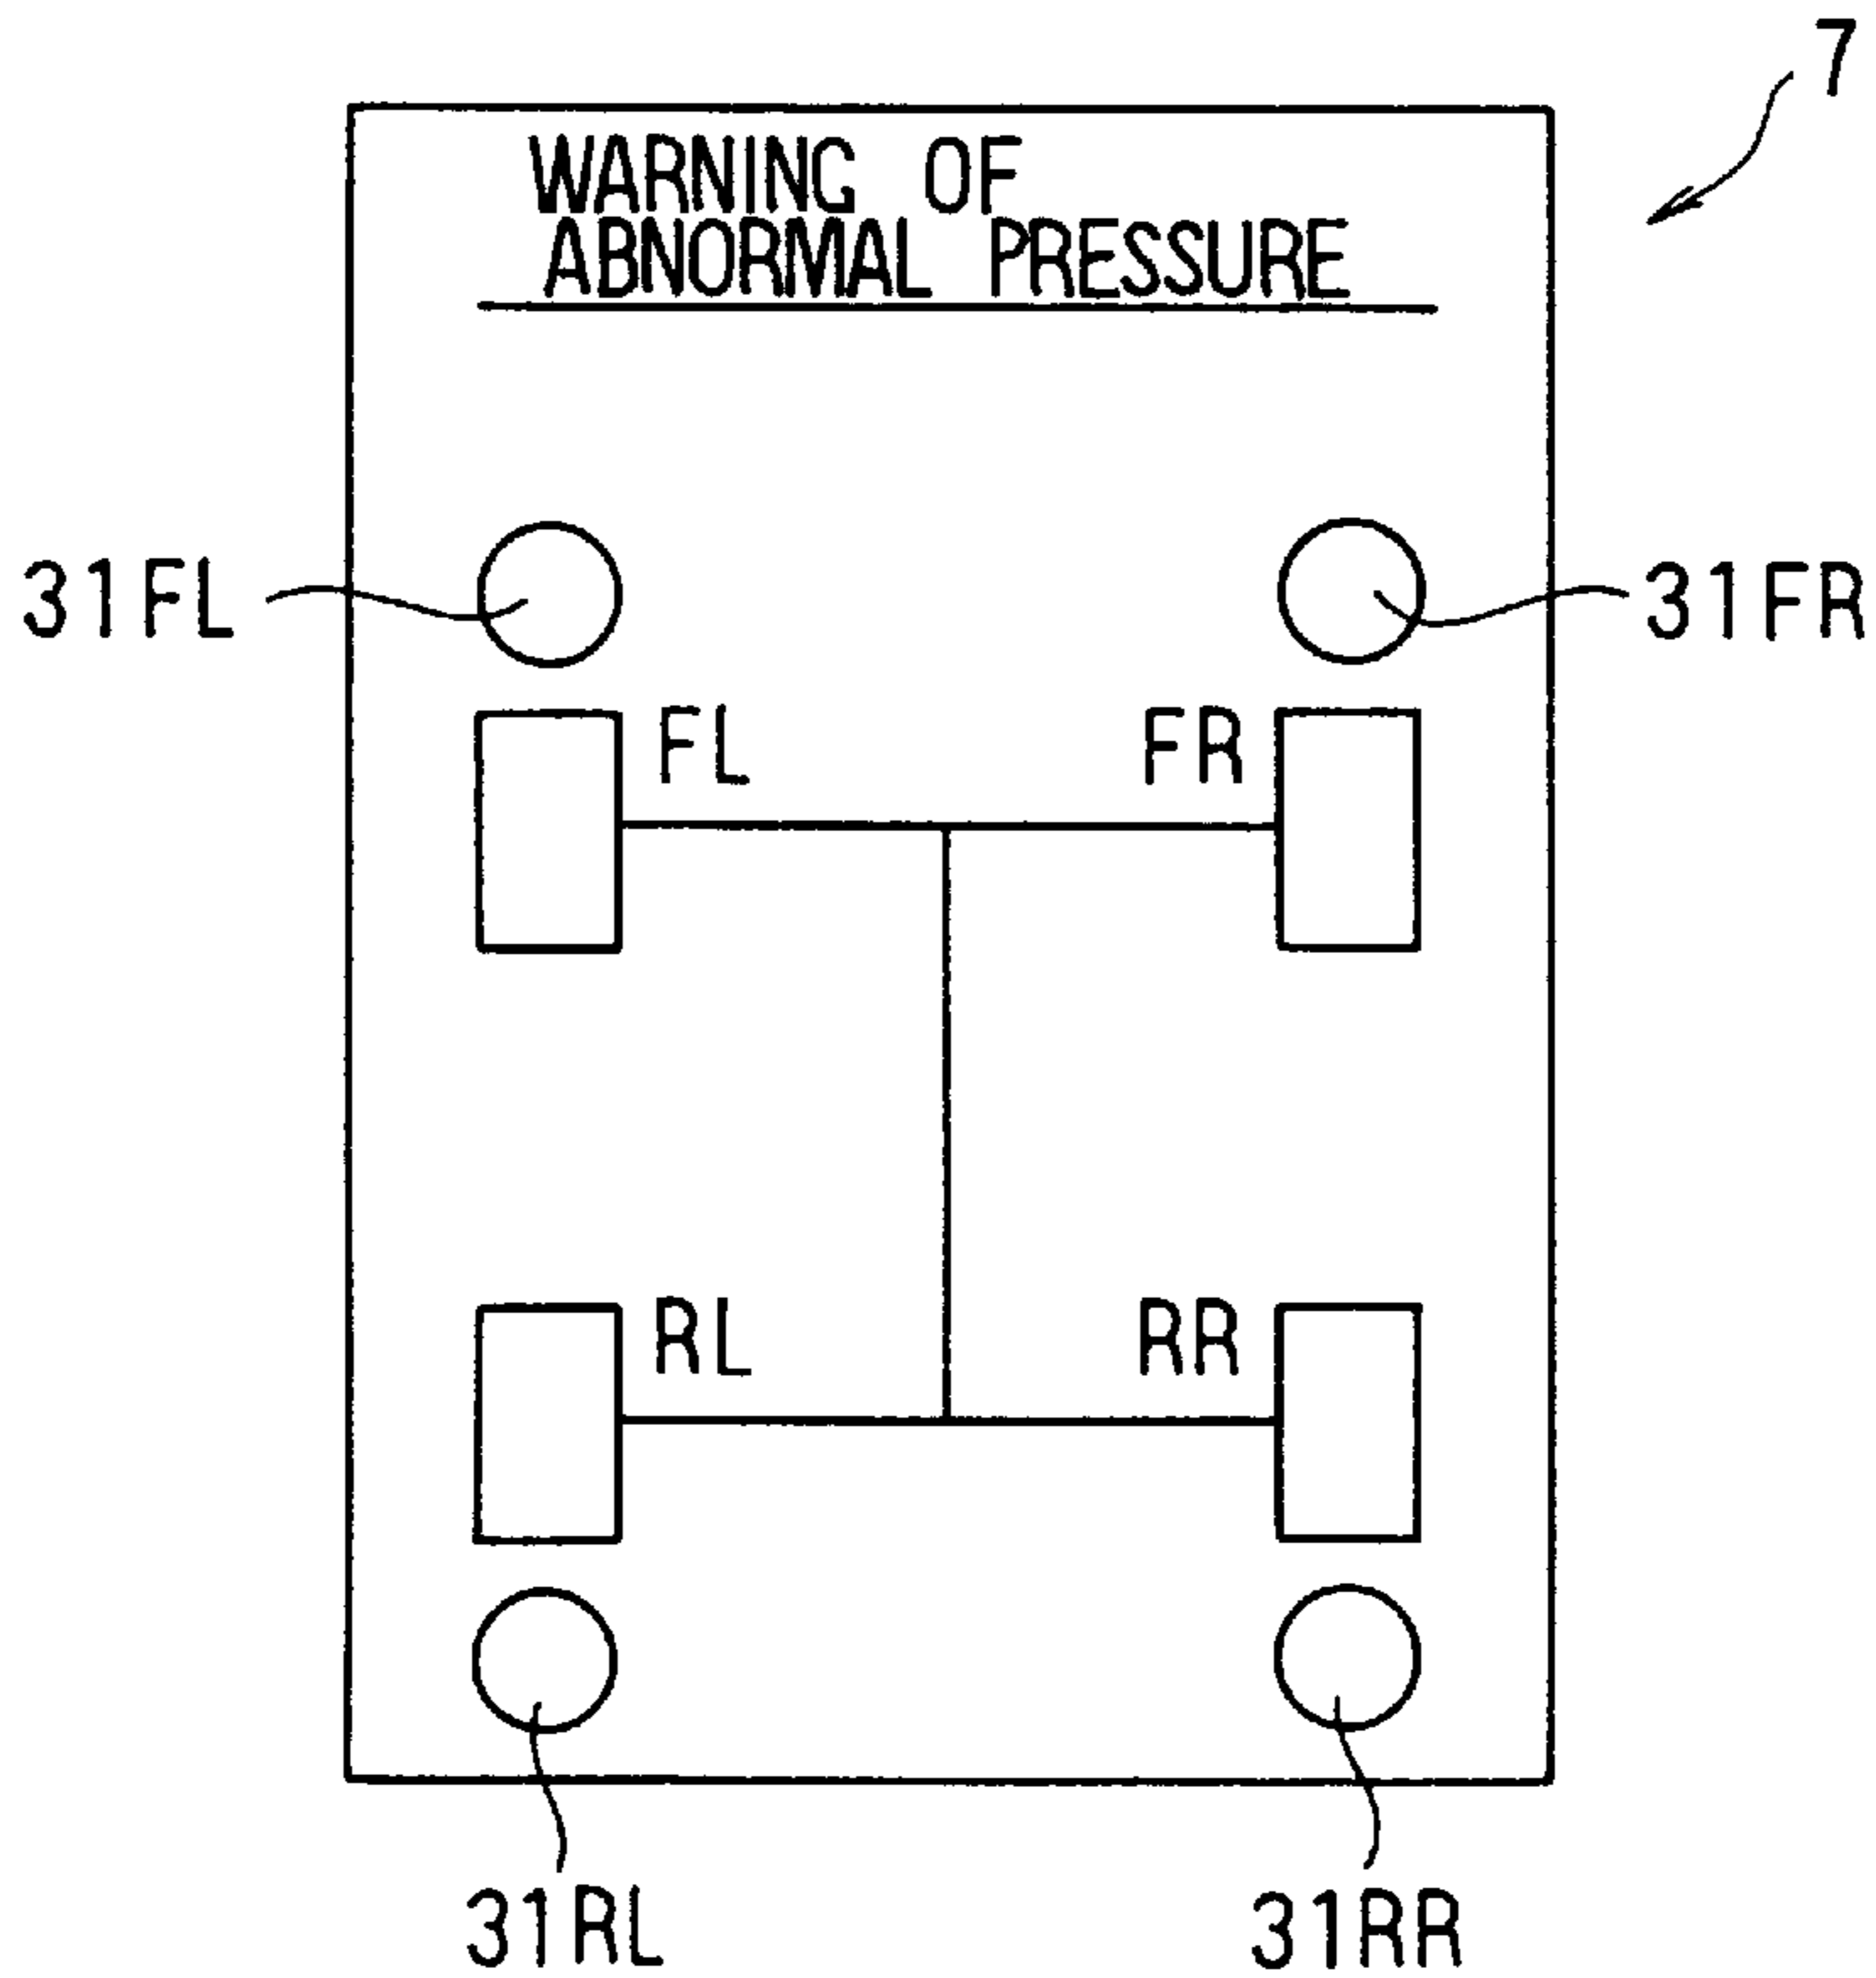 7
WARNING OF
ABNORMAL PRESSURE
31FL
31FR
FL
FR
RL
RR
31RL
31RR